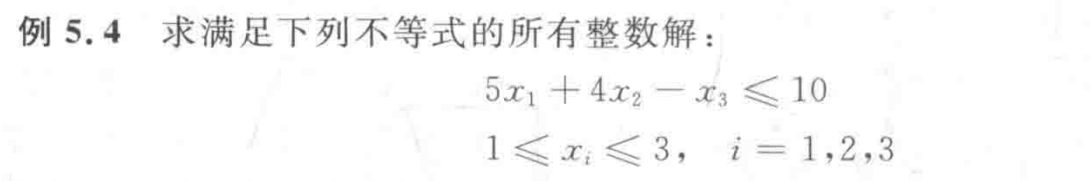 例 5.4 求满足下列不等式的所有整数解：
5x₁ + 4x₂ − x₃ ⩽ 10
1 ⩽ xᵢ ⩽ 3， i = 1,2,3